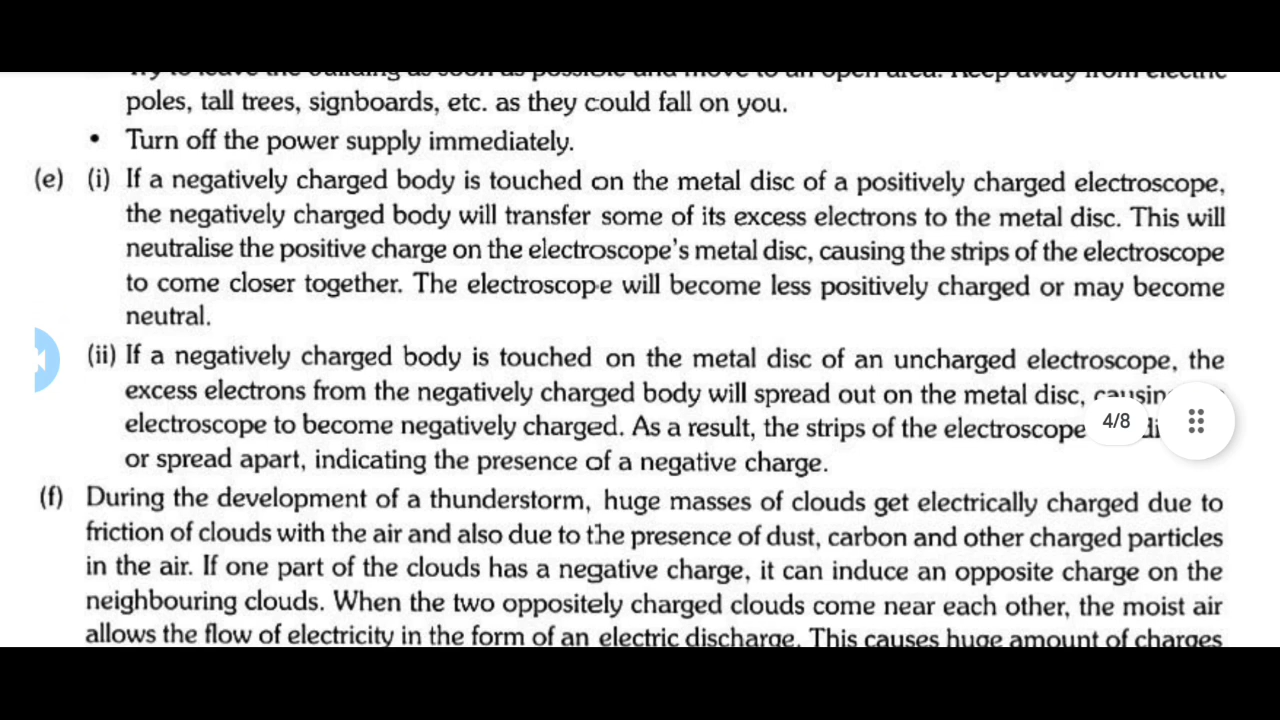 poles, tall trees, signboards, etc. as they could fall on you.
• Turn off the power supply immediately.
(e) (i) If a negatively charged body is touched on the metal disc of a positively charged electroscope,
the negatively charged body will transfer some of its excess electrons to the metal disc. This will
neutralise the positive charge on the electroscope's metal disc, causing the strips of the electroscope
to come closer together. The electroscope will become less positively charged or may become
neutral.
(ii) If a negatively charged body is touched on the metal disc of an uncharged electroscope, the
excess electrons from the negatively charged body will spread out on the metal disc,
electroscope to become negatively charged. As a result, the strips of the electroscope
4/8
or spread apart, indicating the presence of a negative charge.
(f) During the development of a thunderstorm, huge masses of clouds get electrically charged due to
friction of clouds with the air and also due to the presence of dust, carbon and other charged particles
in the air. If one part of the clouds has a negative charge, it can induce an opposite charge on the
neighbouring clouds. When the two oppositely charged clouds come near each other, the moist air
allows the flow of electricity in the form of an electric discharge. This causes huge amount of charges